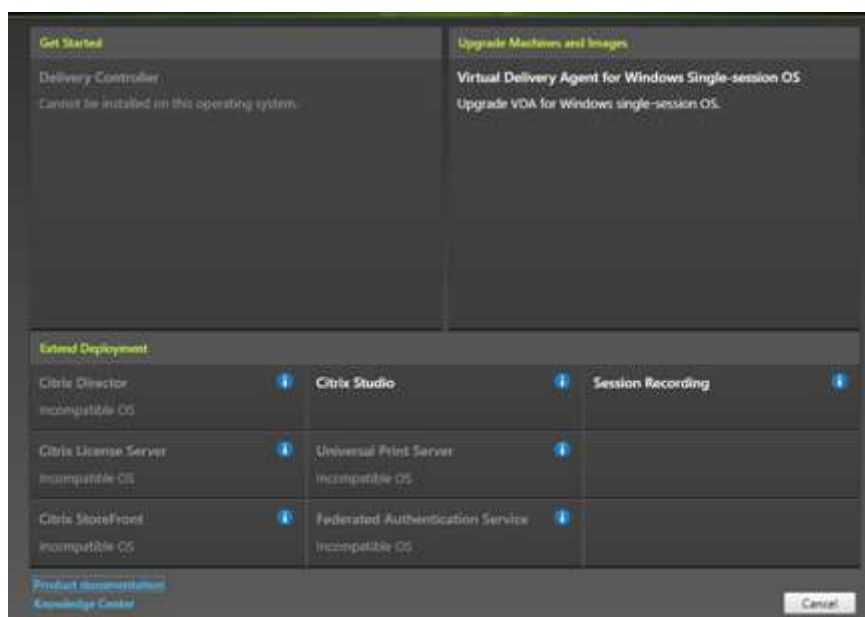 Get Started
Upgrade Machines and Images
Delivery Controller
Cannot be installed on this operating system.
Virtual Delivery Agent for Windows Single-session OS
Upgrade VDA for Windows single-session OS.
Extend Deployment
Citrix Director
Incompatible OS
Citrix Studio
Session Recording
Citrix License Server
Incompatible OS
Universal Print Server
Incompatible OS
Citrix StoreFront
Incompatible OS
Federated Authentication Service
Incompatible OS
Product documentation
Knowledge Center
Cancel